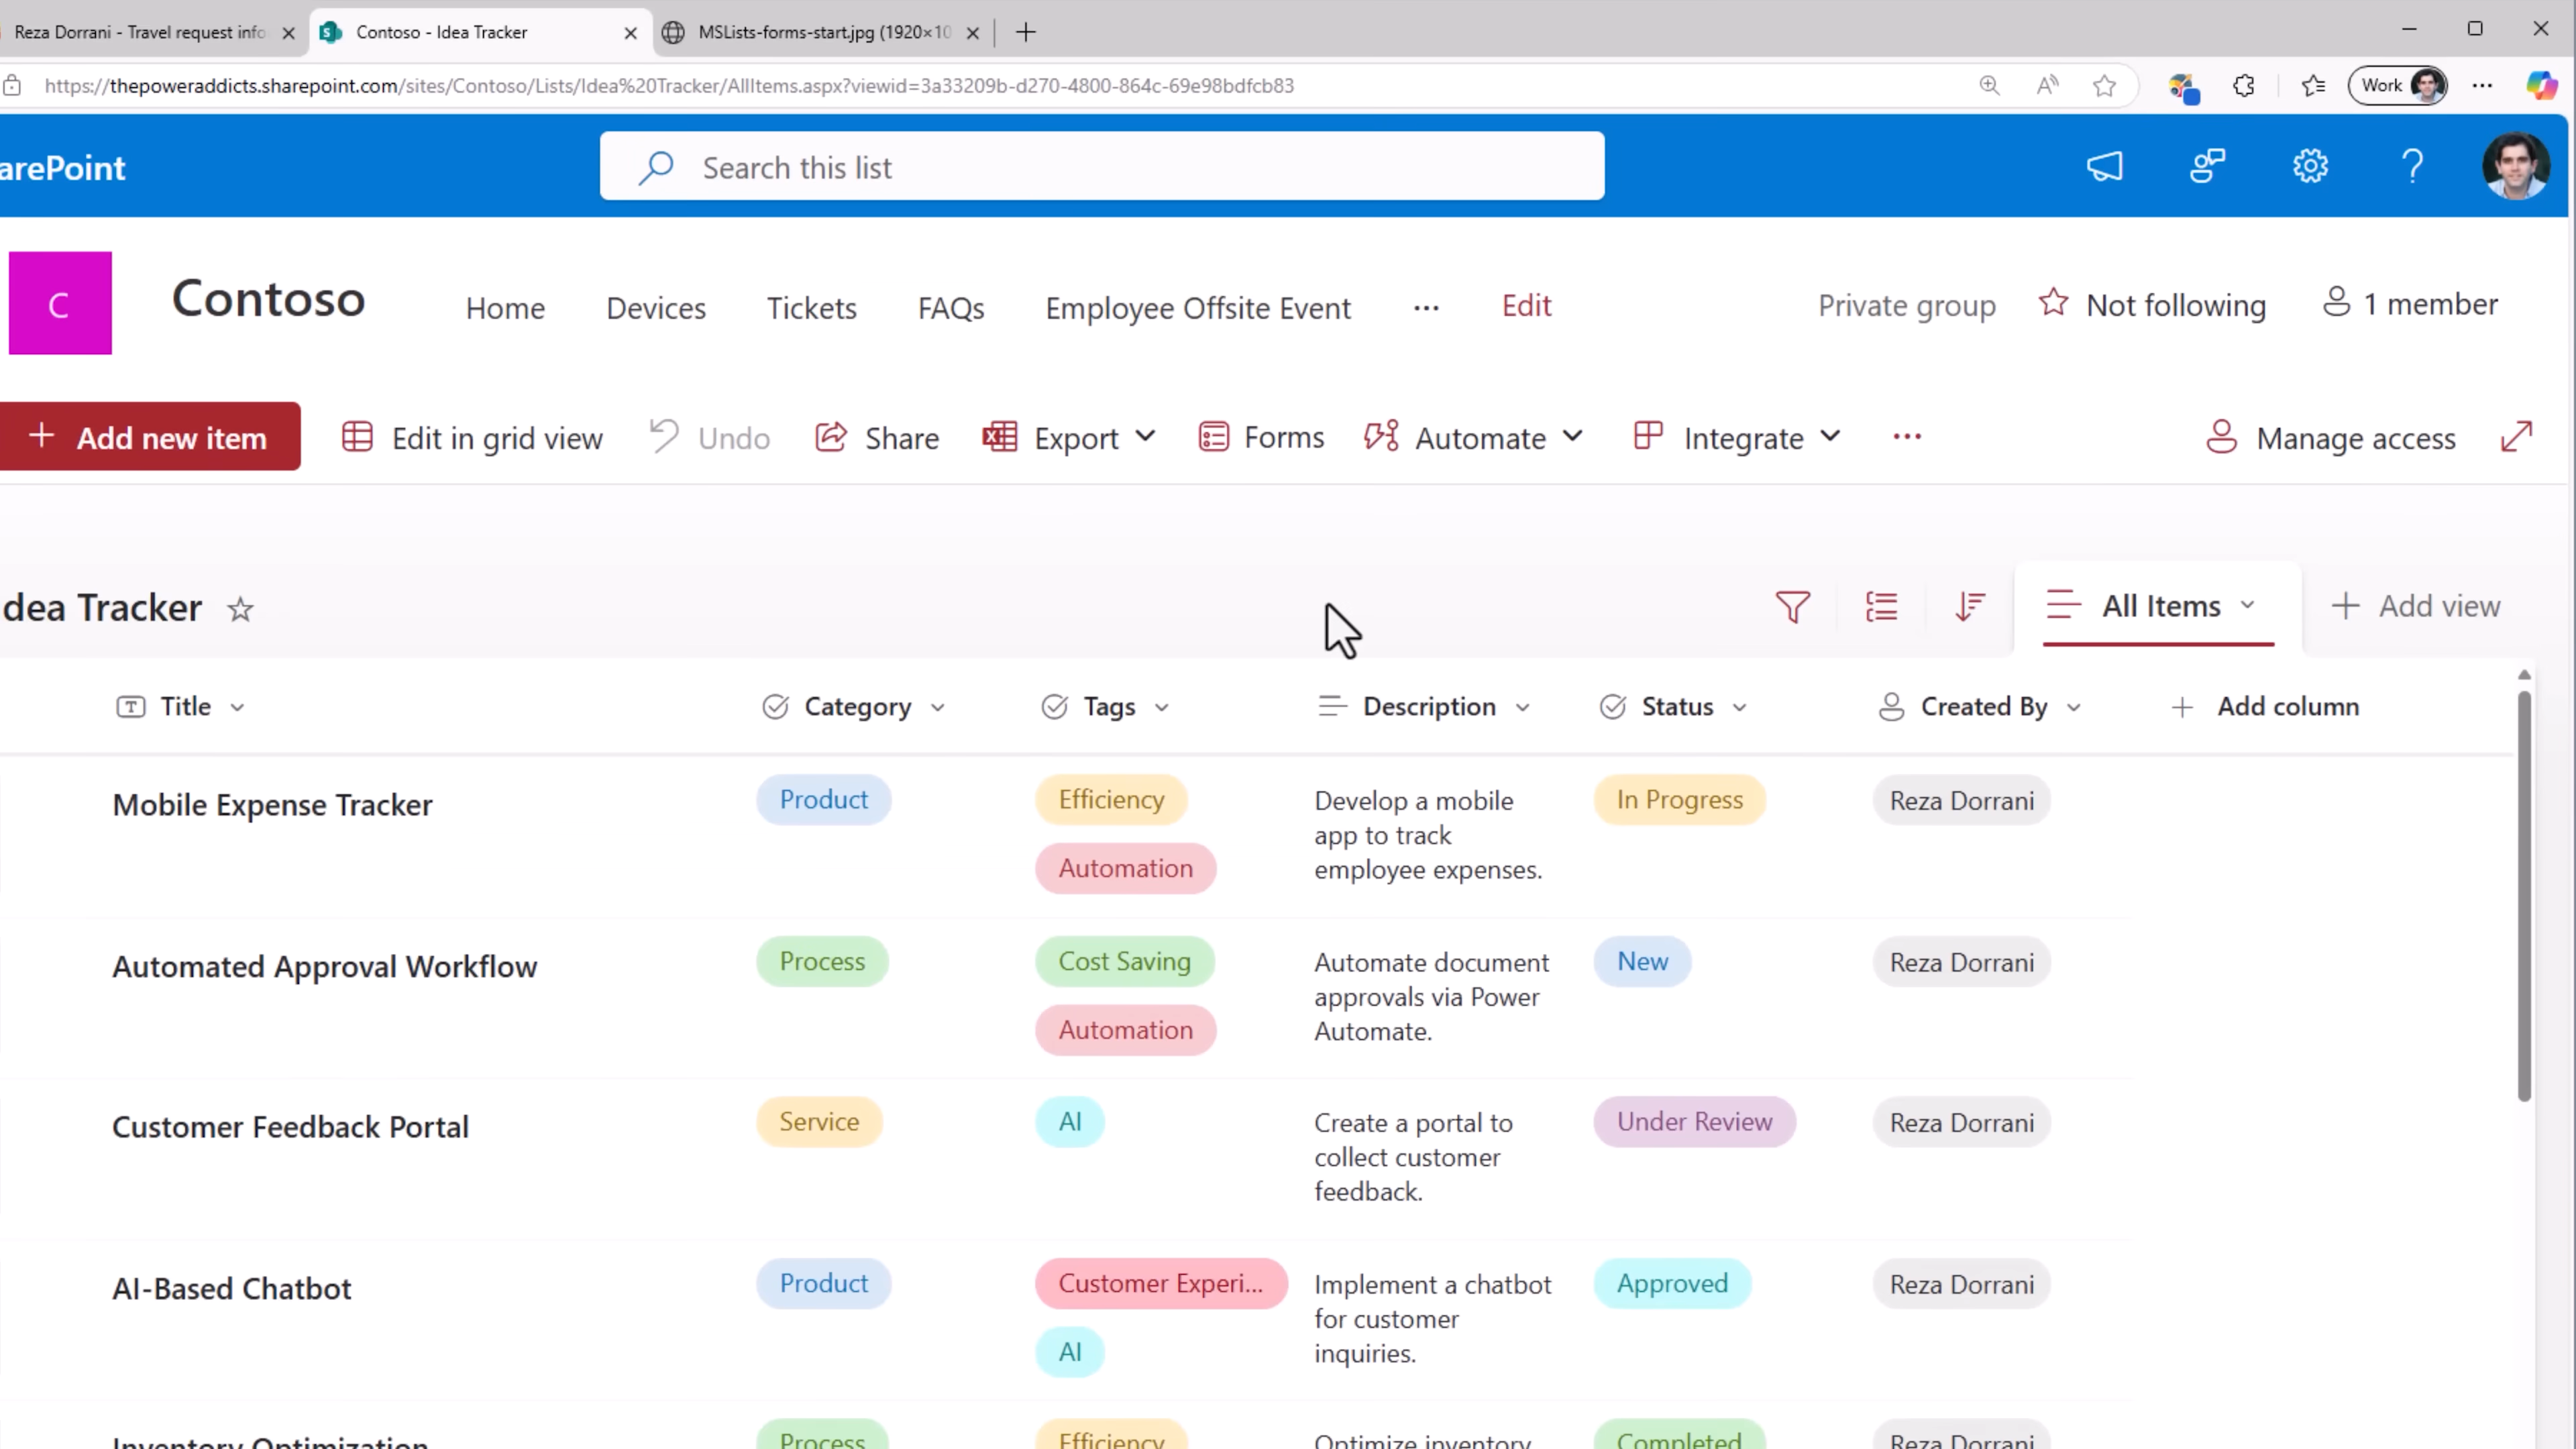 Reza Dorrani - Travel request info
Contoso - Idea Tracker
MSLists-forms-start.jpg (1920×10
https://thepoweraddicts.sharepoint.com/sites/Contoso/Lists/Idea%20Tracker/AllItems.aspx?viewid=3a33209b-d270-4800-864c-69e98bdfcb83
Work
arePoint
Search this list
C
Contoso
Home
Devices
Tickets
FAQs
Employee Offsite Event
Edit
Private group
Not following
1 member
Add new item
Edit in grid view
Undo
Share
Export
Forms
Automate
Integrate
Manage access
dea Tracker
All Items
Add view
Title
Category
Tags
Description
Status
Created By
Add column
Mobile Expense Tracker
Product
Efficiency
Automation
Develop a mobile
app to track
employee expenses.
In Progress
Reza Dorrani
Automated Approval Workflow
Process
Cost Saving
Automation
Automate document
approvals via Power
Automate.
New
Reza Dorrani
Customer Feedback Portal
Service
AI
Create a portal to
collect customer
feedback.
Under Review
Reza Dorrani
AI-Based Chatbot
Product
Customer Experi...
AI
Implement a chatbot
for customer
inquiries.
Approved
Reza Dorrani
Inventory Optimization
Process
Efficiency
Optimize inventory
Completed
Reza Dorrani